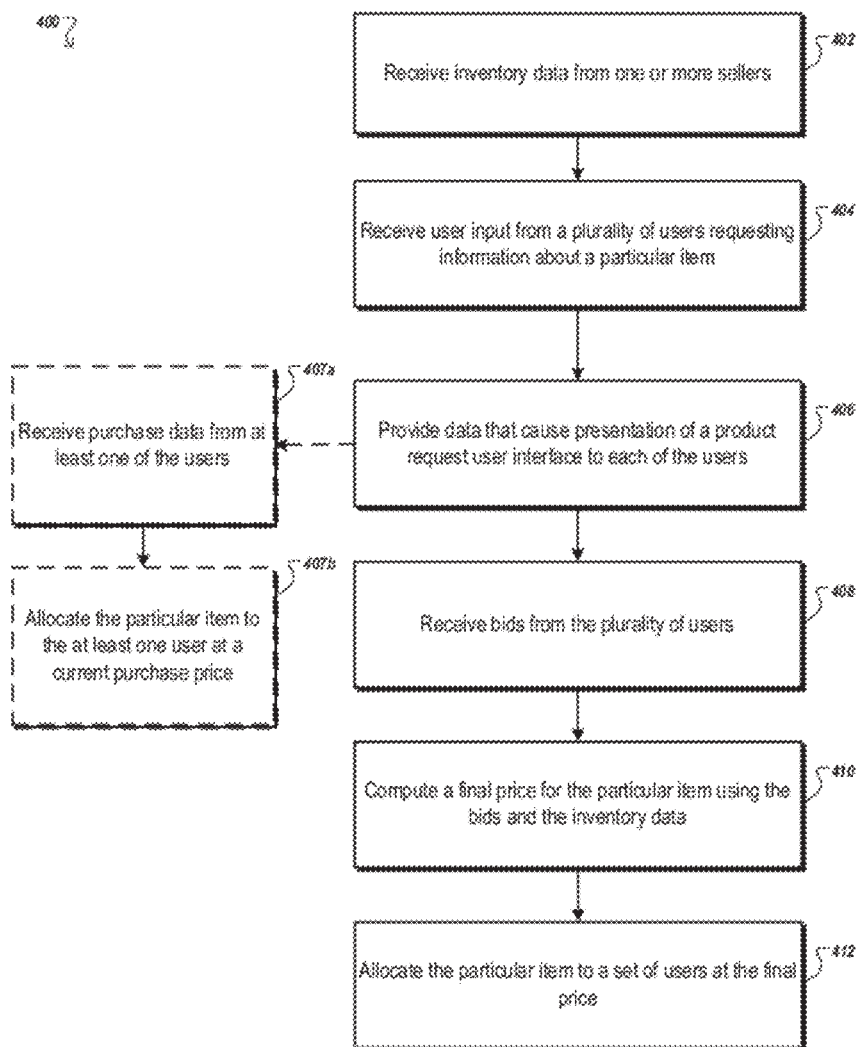 400
402
Receive inventory data from one or more sellers
404
Receive user input from a plurality of users requesting
information about a particular item
407a
Receive purchase data from at
least one of the users
406
Provide data that cause presentation of a product
request user interface to each of the users
407b
Allocate the particular item to
the at least one user at a
current purchase price
408
Receive bids from the plurality of users
410
Compute a final price for the particular item using the
bids and the inventory data
412
Allocate the particular item to a set of users at the final
price